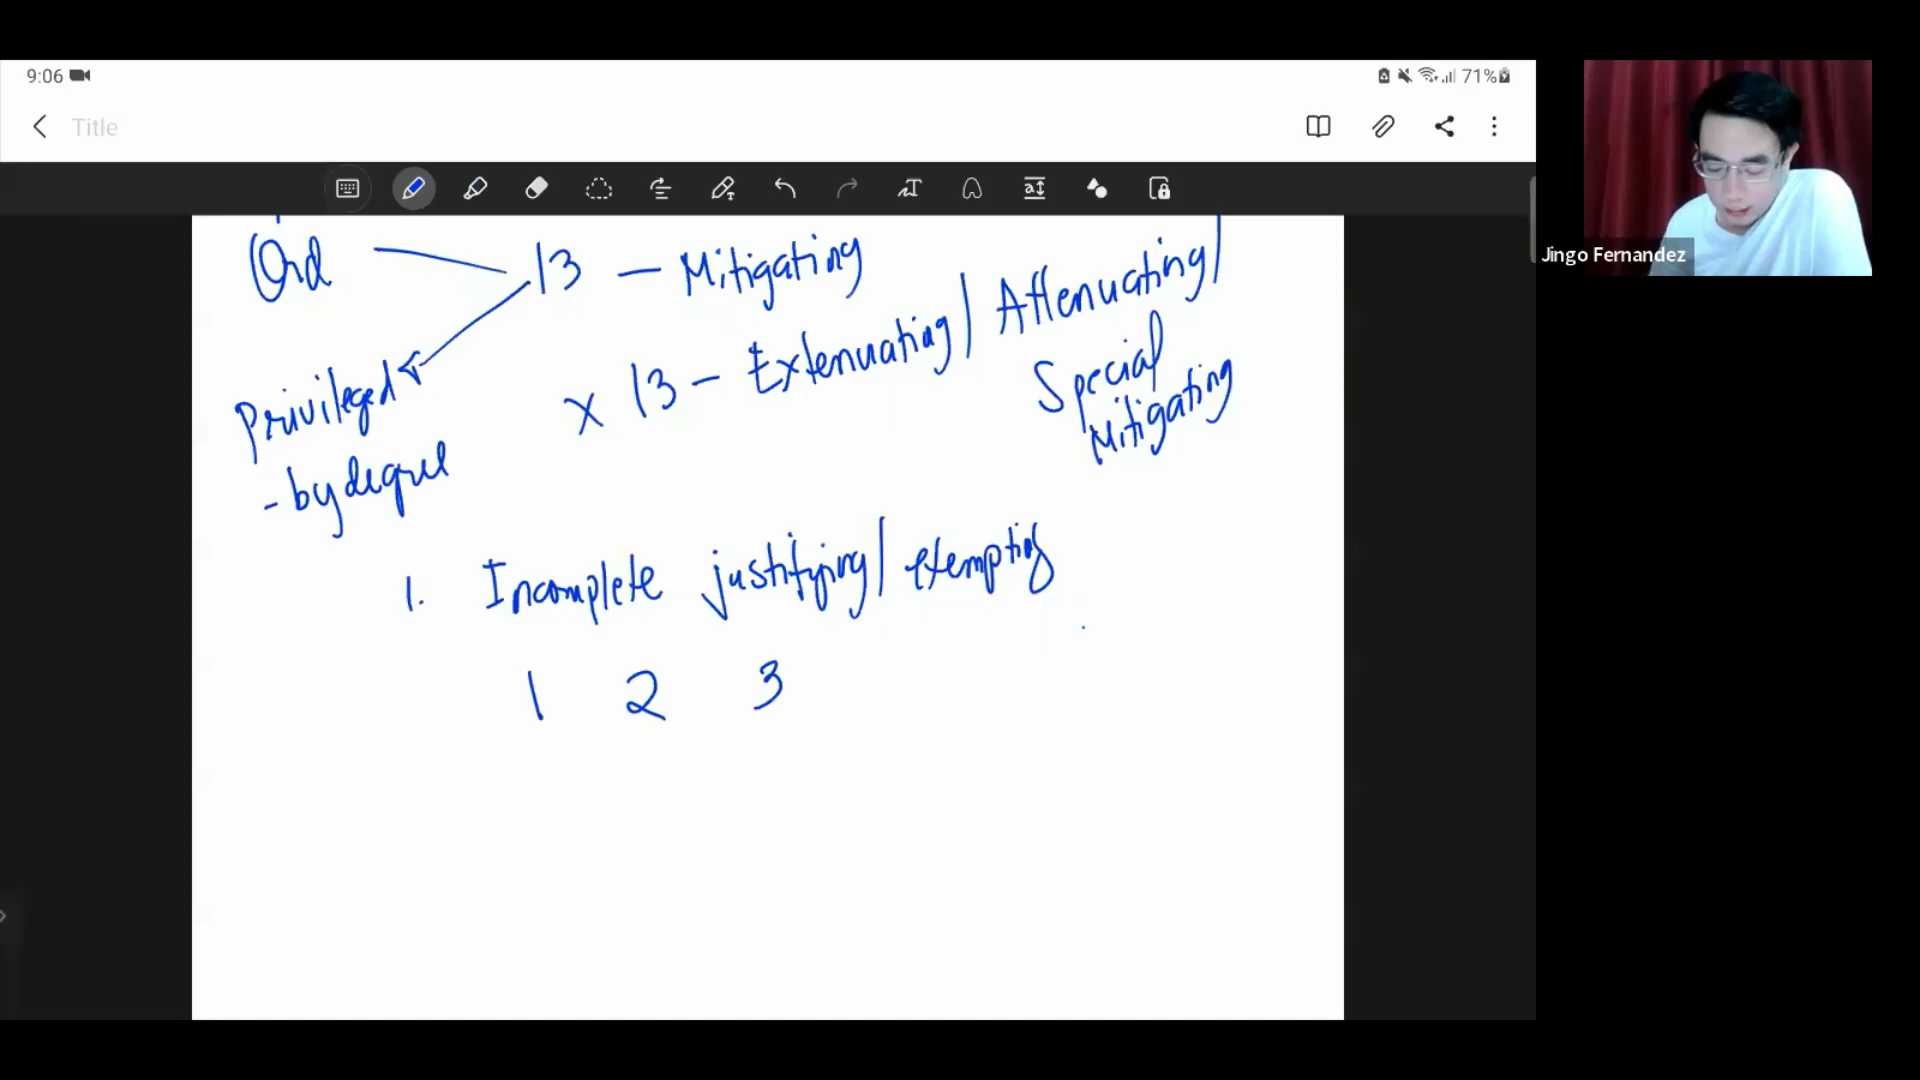 9:06
71%
Title
Jingo Fernandez
Ord
13 - Mitigating
x 13 - Extenuating/ Attenuating/
Special
Mitigating
Privileged
- by degree
1. Incomplete justifying/ exempting
1 2 3